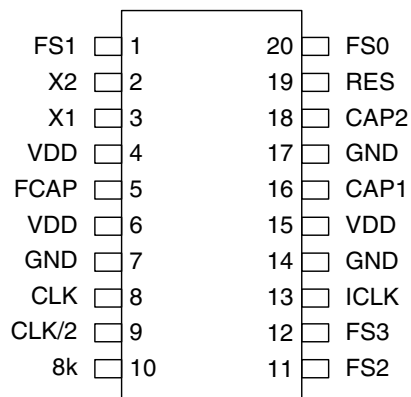 FS1 1 20 FS0
X2 2 19 RES
X1 3 18 CAP2
VDD 4 17 GND
FCAP 5 16 CAP1
VDD 6 15 VDD
GND 7 14 GND
CLK 8 13 ICLK
CLK/2 9 12 FS3
8k 10 11 FS2